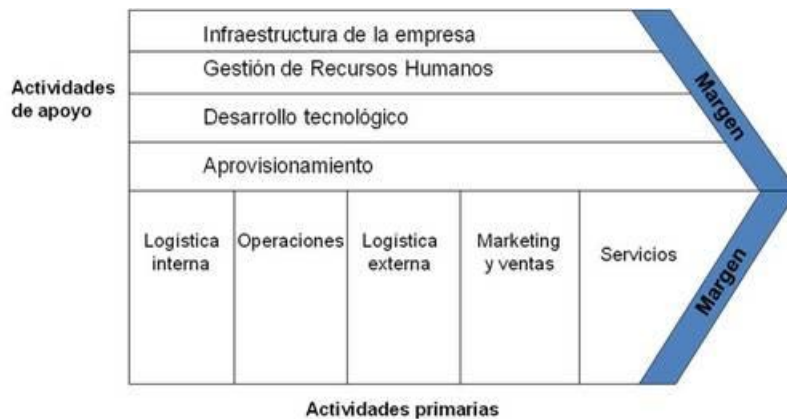 Infraestructura de la empresa
Gestión de Recursos Humanos
Actividades
de apoyo
Desarrollo tecnológico
Aprovisionamiento
Margen
Logística
interna
Operaciones
Logística
externa
Marketing
y ventas
Servicios
Margen
Actividades primarias